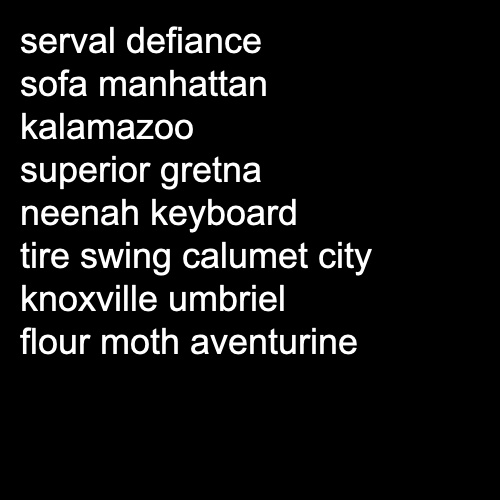 serval defiance
sofa manhattan
kalamazoo
superior gretna
neenah keyboard
tire swing calumet city
knoxville umbriel
flour moth aventurine